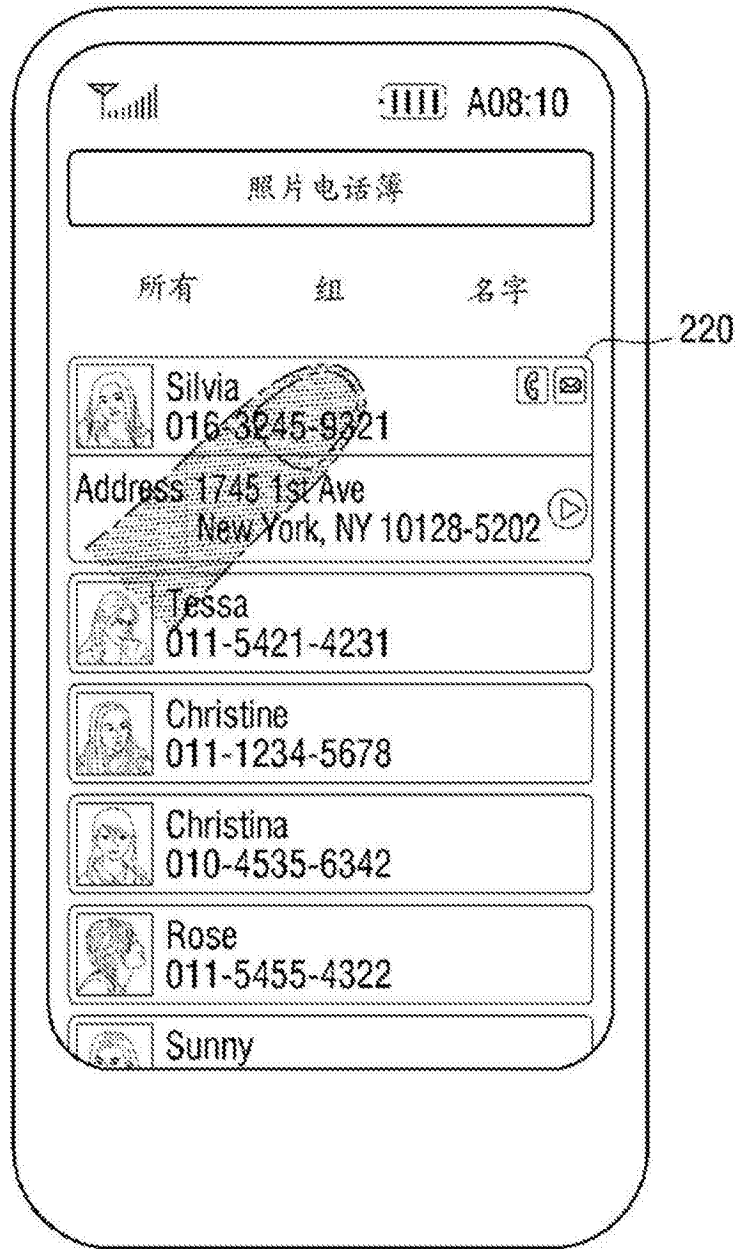 A08:10
照片电话簿
所有 组 名字
220
Silvia
016-3245-9321
Address 1745 1st Ave
New York, NY 10128-5202
Tessa
011-5421-4231
Christine
011-1234-5678
Christina
010-4535-6342
Rose
011-5455-4322
Sunny